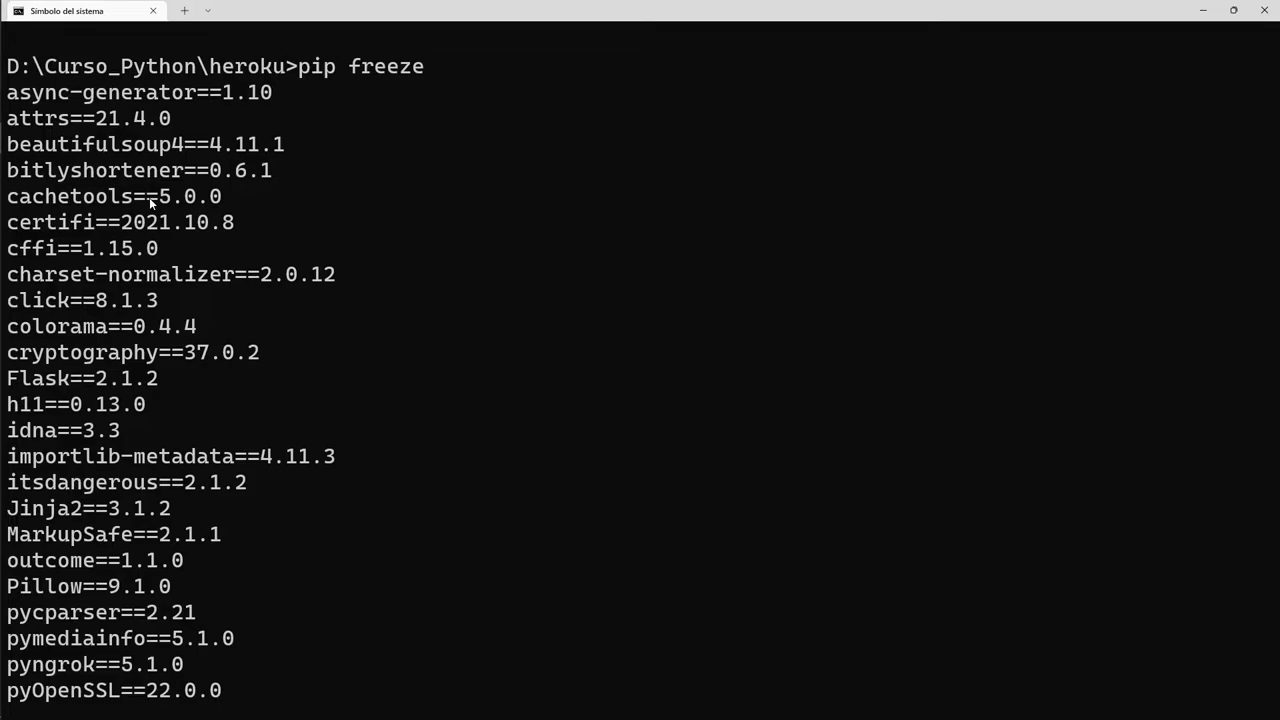 Símbolo del sistema
D:\Curso_Python\heroku>pip freeze
async-generator==1.10
attrs==21.4.0
beautifulsoup4==4.11.1
bitlyshortener==0.6.1
cachetools==5.0.0
certifi==2021.10.8
cffi==1.15.0
charset-normalizer==2.0.12
click==8.1.3
colorama==0.4.4
cryptography==37.0.2
Flask==2.1.2
h11==0.13.0
idna==3.3
importlib-metadata==4.11.3
itsdangerous==2.1.2
Jinja2==3.1.2
MarkupSafe==2.1.1
outcome==1.1.0
Pillow==9.1.0
pycparser==2.21
pymediainfo==5.1.0
pyngrok==5.1.0
pyOpenSSL==22.0.0